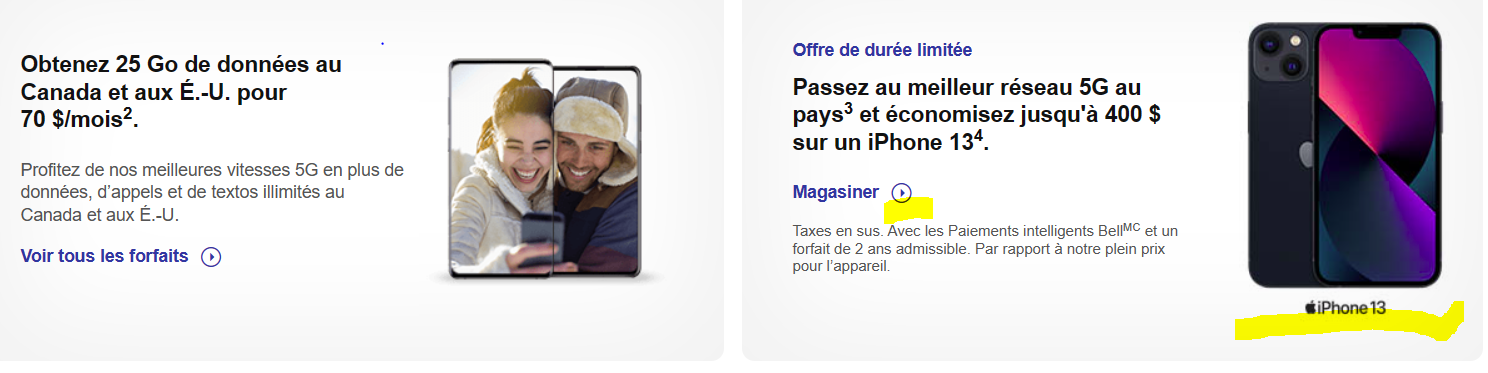 Obtenez 25 Go de données au
Canada et aux É.-U. pour
70 $/mois².
Profitez de nos meilleures vitesses 5G en plus de
données, d’appels et de textos illimités au
Canada et aux É.-U.
Voir tous les forfaits
Offre de durée limitée
Passez au meilleur réseau 5G au
pays³ et économisez jusqu'à 400 $
sur un iPhone 13⁴.
Magasiner
Taxes en sus. Avec les Paiements intelligents Bellᴹᶜ et un
forfait de 2 ans admissible. Par rapport à notre plein prix
pour l’appareil.
iPhone 13